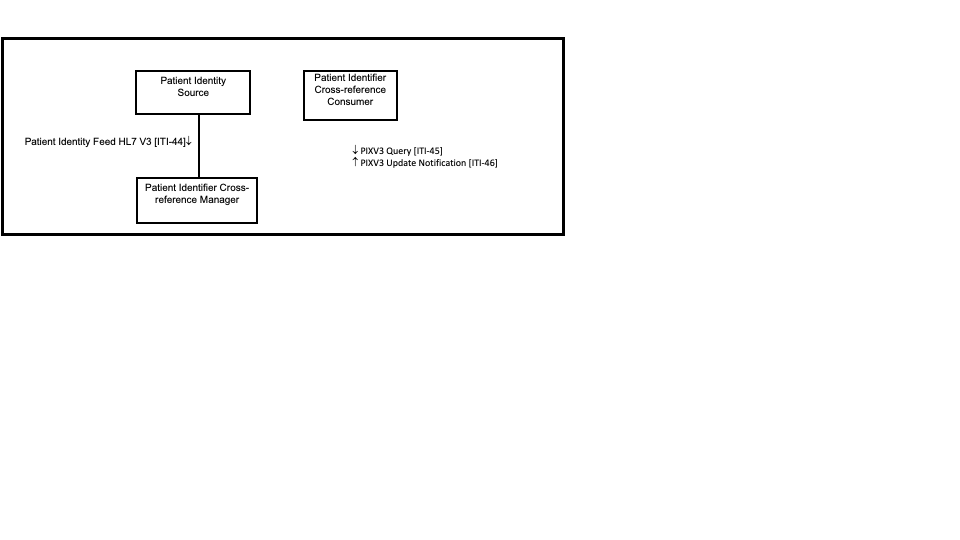 Patient Identity
Source
Patient Identifier
Cross-reference
Consumer
Patient Identity Feed HL7 V3 [ITI-44]↓
↓ PIXV3 Query [ITI-45]
↑ PIXV3 Update Notification [ITI-46]
Patient Identifier Cross-
reference Manager